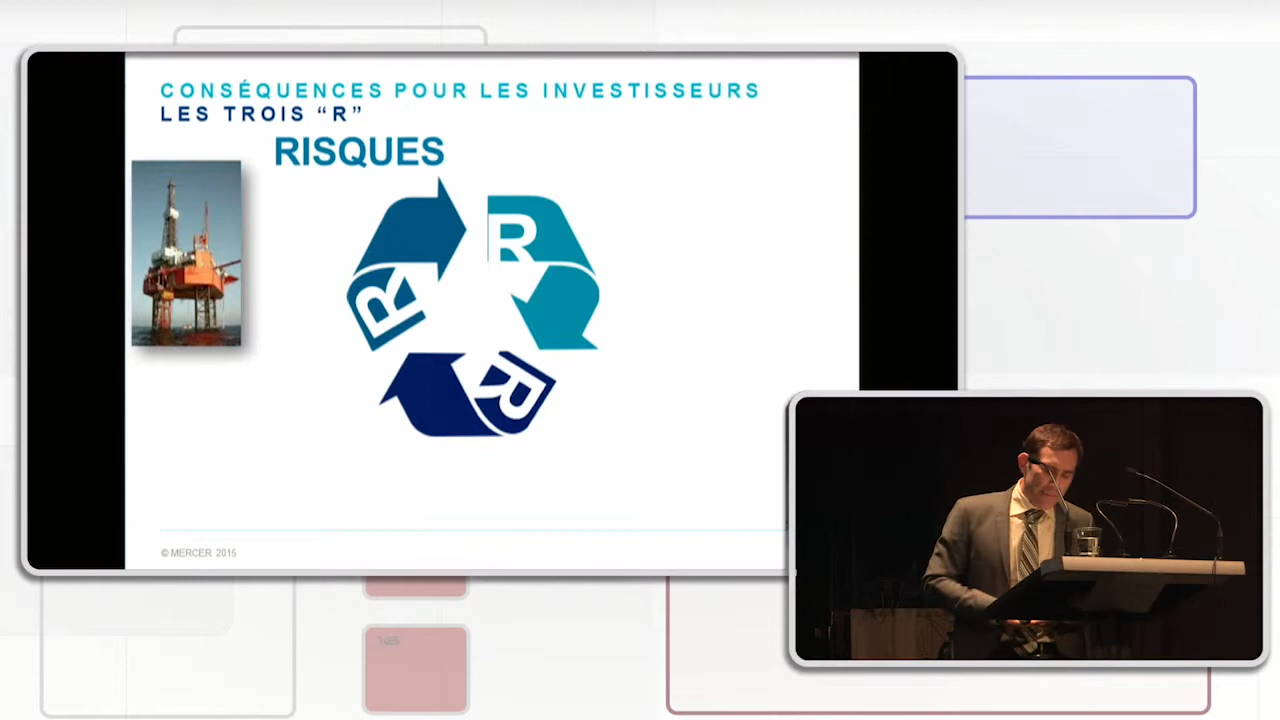 CONSÉQUENCES POUR LES INVESTISSEURS
LES TROIS “R”
RISQUES
R
R
R
© MERCER 2015